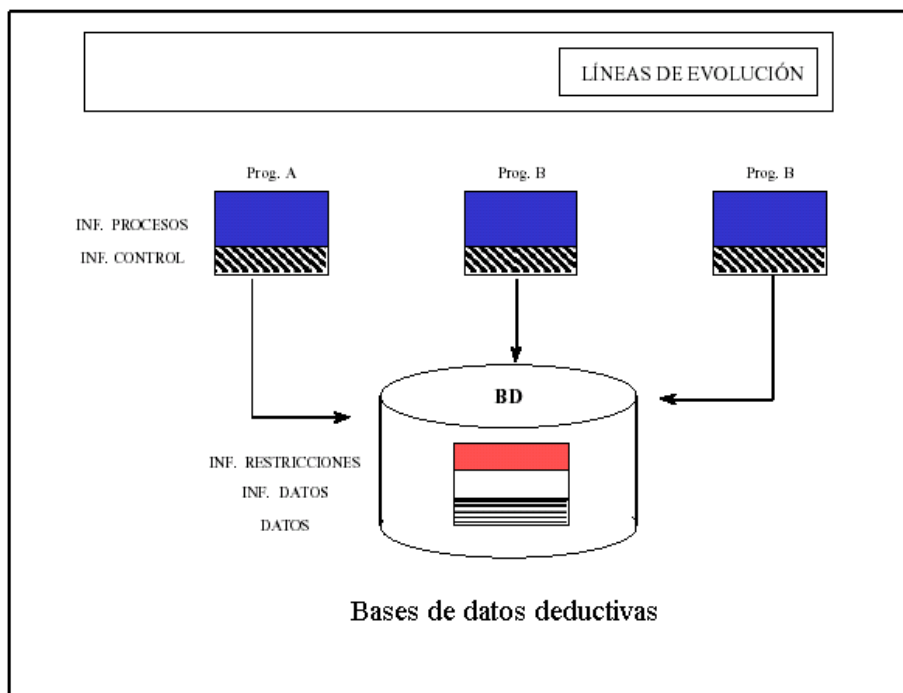 LÍNEAS DE EVOLUCIÓN
Prog. A
Prog. B
Prog. B
INF. PROCESOS
INF. CONTROL
BD
INF. RESTRICCIONES
INF. DATOS
DATOS
Bases de datos deductivas